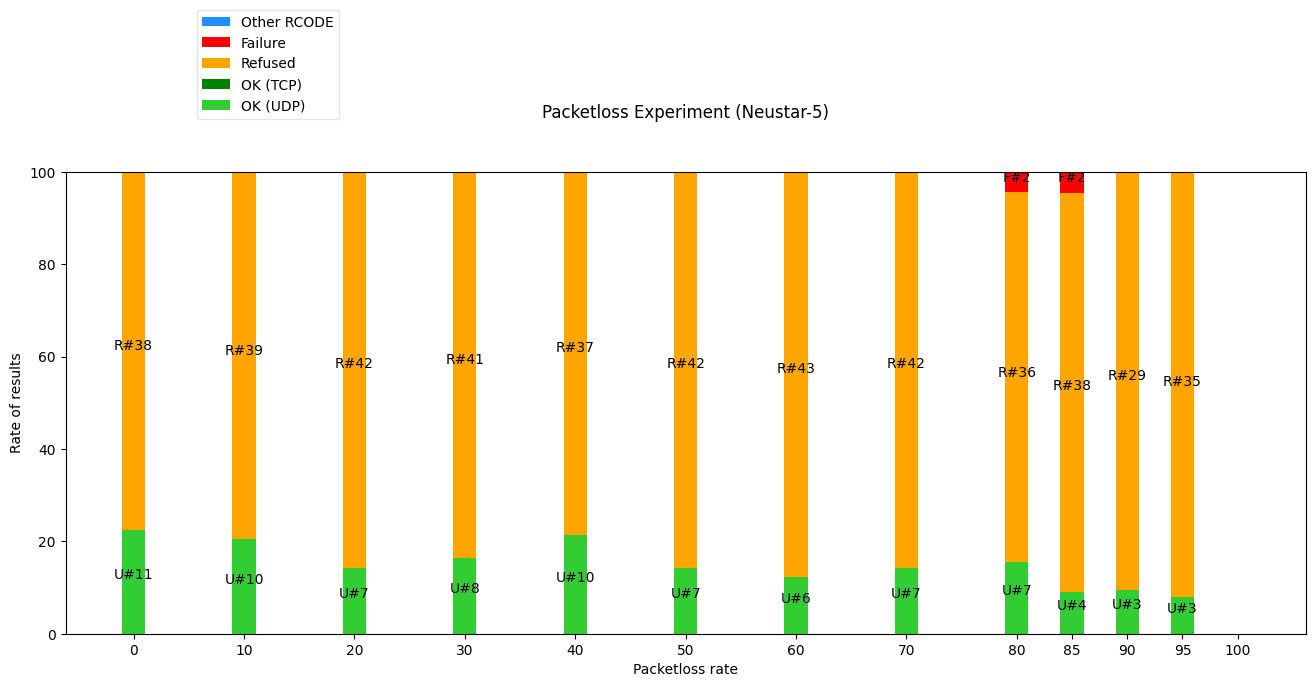 Other RCODE
Failure
Refused
OK (TCP)
OK (UDP)
Packetloss Experiment (Neustar-5)
100
80
60
40
20
0
Rate of results
F#2 F#2
R#38 R#39 R#42 R#41 R#37 R#42 R#43 R#42 R#36 R#38 R#29 R#35
U#11 U#10 U#7 U#8 U#10 U#7 U#6 U#7 U#7 U#4 U#3 U#3
0 10 20 30 40 50 60 70 80 85 90 95 100
Packetloss rate